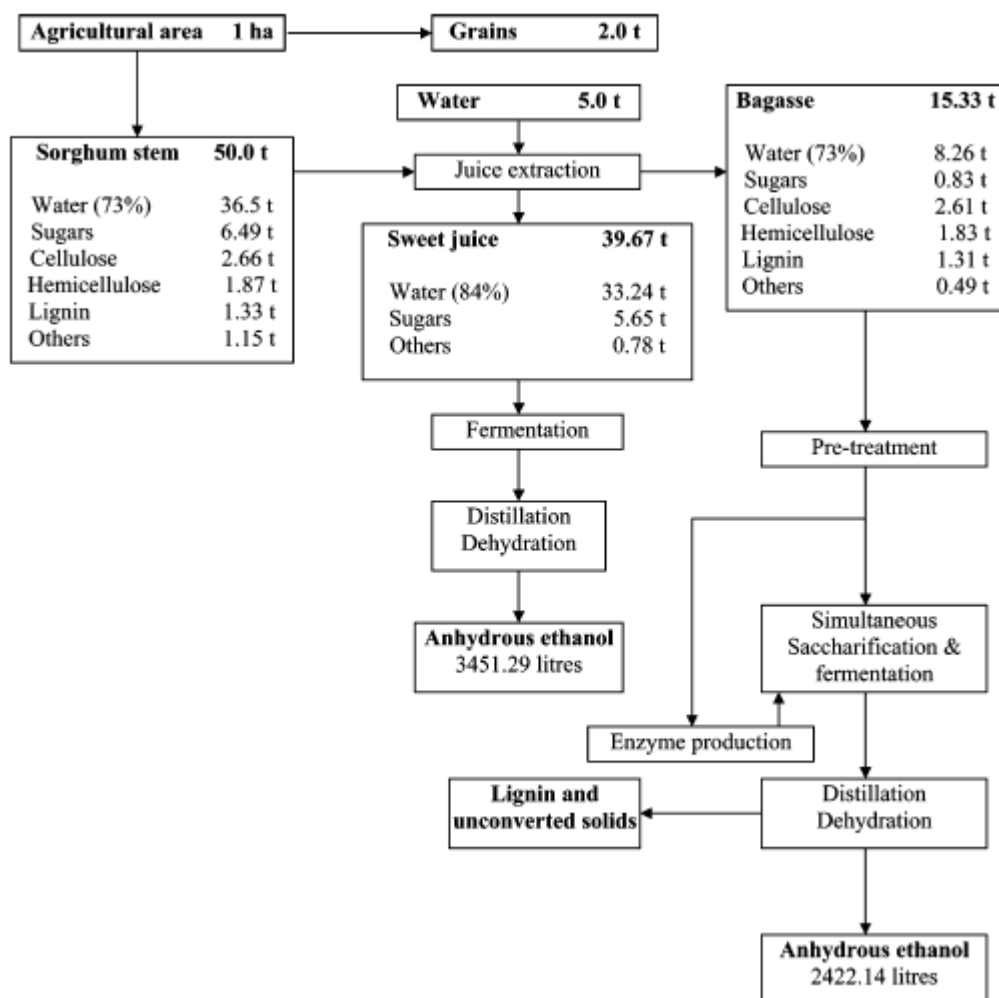 Agricultural area 1 ha
Grains 2.0 t
Water 5.0 t
Sorghum stem 50.0 t
Water (73%) 36.5 t
Sugars 6.49 t
Cellulose 2.66 t
Hemicellulose 1.87 t
Lignin 1.33 t
Others 1.15 t
Juice extraction
Bagasse 15.33 t
Water (73%) 8.26 t
Sugars 0.83 t
Cellulose 2.61 t
Hemicellulose 1.83 t
Lignin 1.31 t
Others 0.49 t
Sweet juice 39.67 t
Water (84%) 33.24 t
Sugars 5.65 t
Others 0.78 t
Fermentation
Distillation
Dehydration
Anhydrous ethanol
3451.29 litres
Pre-treatment
Simultaneous
Saccharification &
fermentation
Enzyme production
Distillation
Dehydration
Lignin and
unconverted solids
Anhydrous ethanol
2422.14 litres